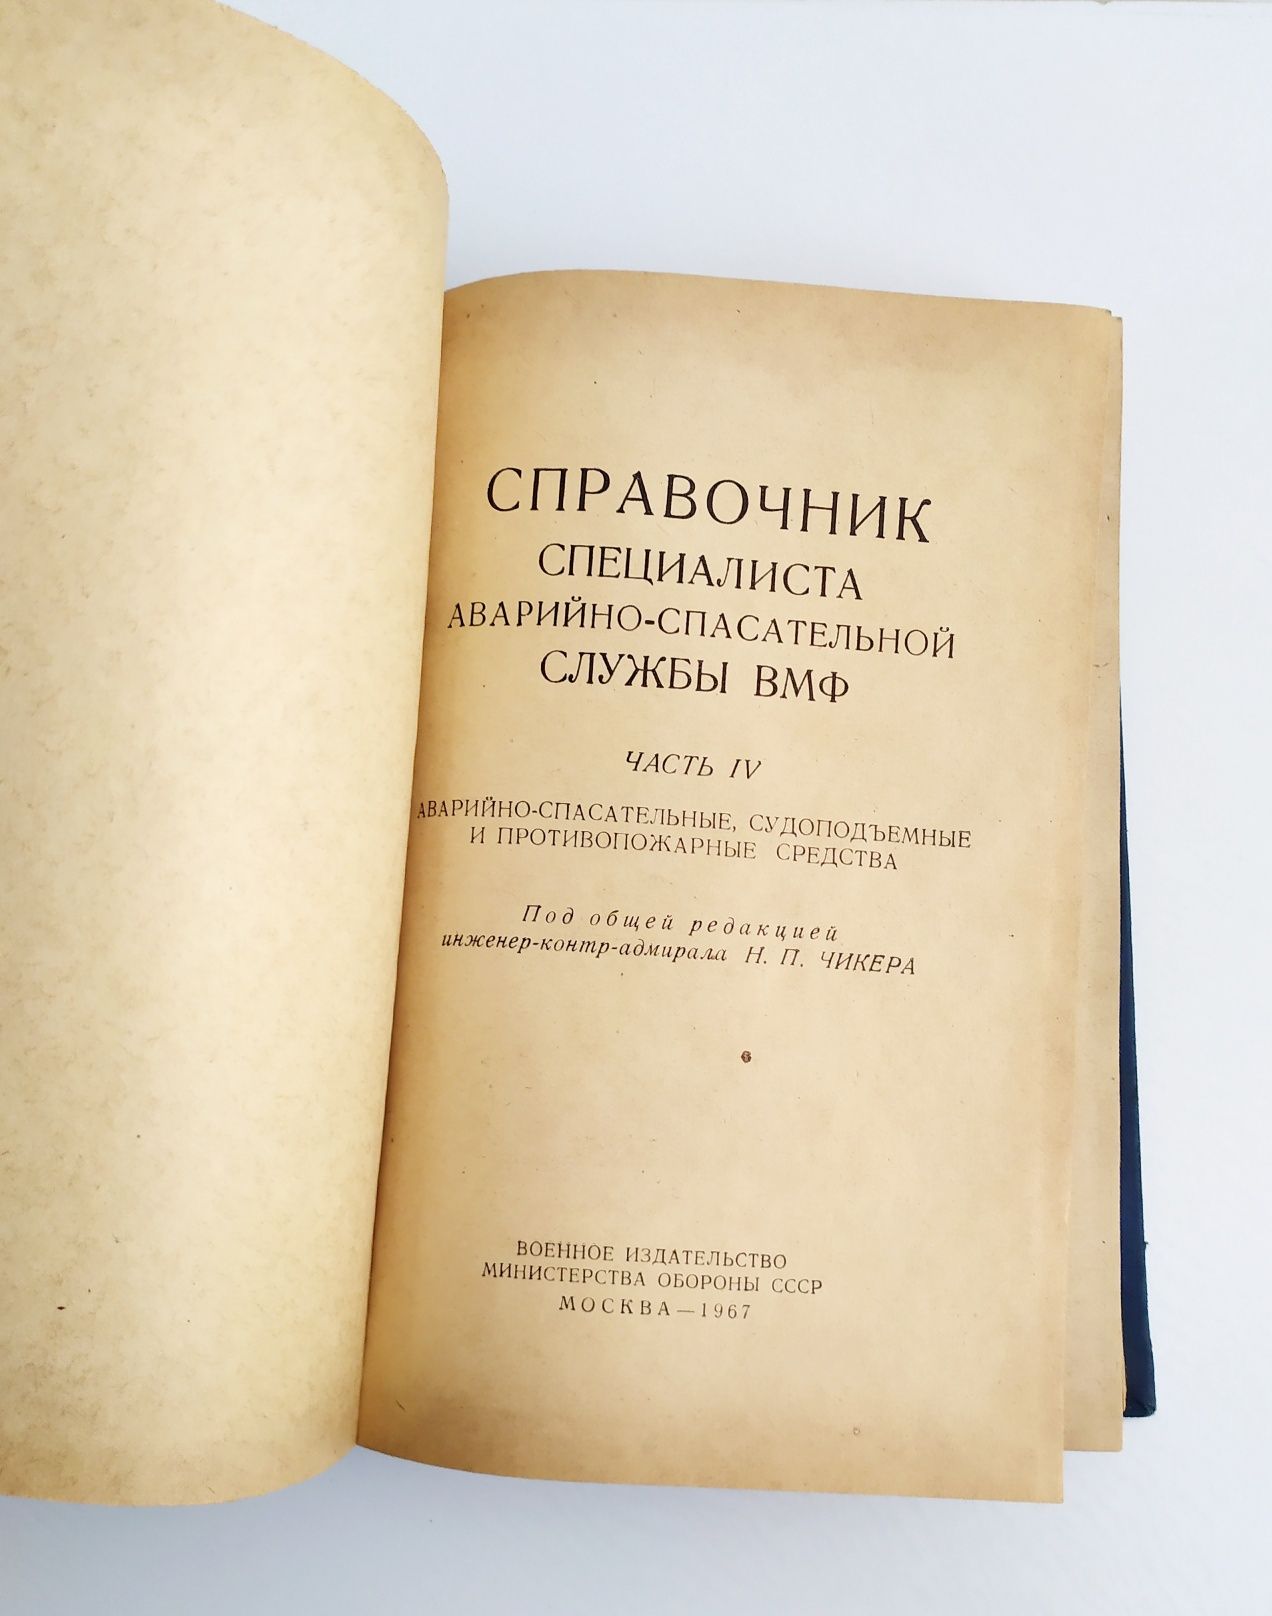 СПРАВОЧНИК
СПЕЦИАЛИСТА
АВАРИЙНО-СПАСАТЕЛЬНОЙ
СЛУЖБЫ ВМФ
ЧАСТЬ IV
АВАРИЙНО-СПАСАТЕЛЬНЫЕ, СУДОПОДЪЕМНЫЕ
И ПРОТИВОПОЖАРНЫЕ СРЕДСТВА
Под общей редакцией
инженер-контр-адмирала Н. П. ЧИКЕРА
ВОЕННОЕ ИЗДАТЕЛЬСТВО
МИНИСТЕРСТВА ОБОРОНЫ СССР
МОСКВА — 1967